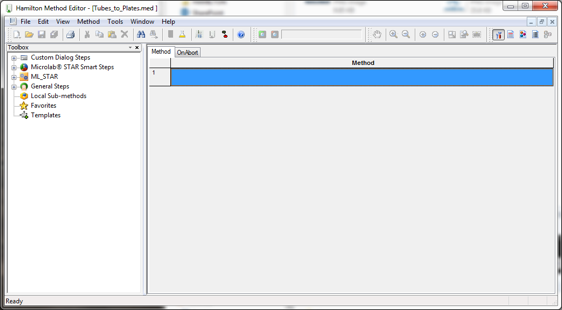 Hamilton Method Editor - [Tubes_to_Plates.med ]
File Edit View Method Tools Window Help
Toolbox
Custom Dialog Steps
Microlab® STAR Smart Steps
ML_STAR
General Steps
Local Sub-methods
Favorites
Templates
Method OnAbort
Method
1
Ready